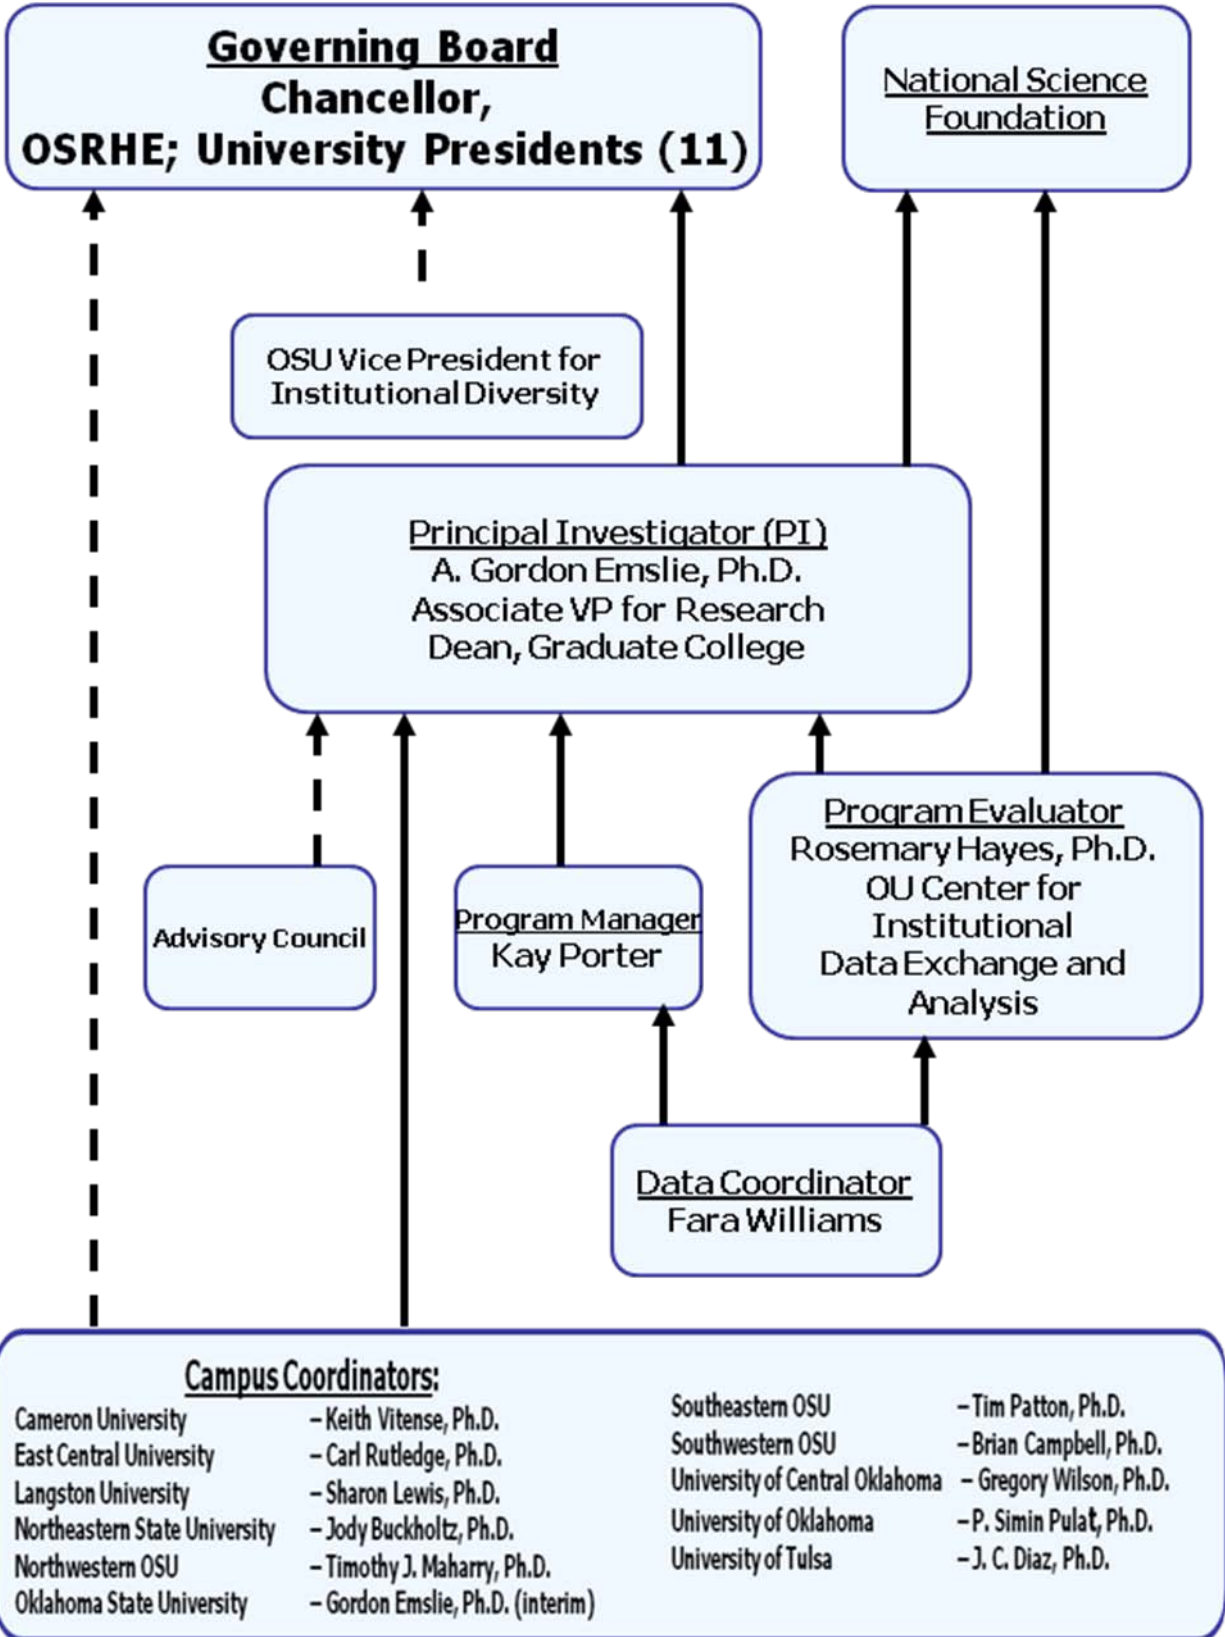 Governing Board
Chancellor,
OSRHE; University Presidents (11)
National Science
Foundation
OSU Vice President for
Institutional Diversity
Principal Investigator (PI)
A. Gordon Emslie, Ph.D.
Associate VP for Research
Dean, Graduate College
Advisory Council
Program Manager
Kay Porter
Program Evaluator
Rosemary Hayes, Ph.D.
OU Center for
Institutional
Data Exchange and
Analysis
Data Coordinator
Fara Williams
Campus Coordinators:
Cameron University – Keith Vitense, Ph.D.
East Central University – Carl Rutledge, Ph.D.
Langston University – Sharon Lewis, Ph.D.
Northeastern State University – Jody Buckholtz, Ph.D.
Northwestern OSU – Timothy J. Maharry, Ph.D.
Oklahoma State University – Gordon Emslie, Ph.D. (interim)
Southeastern OSU – Tim Patton, Ph.D.
Southwestern OSU – Brian Campbell, Ph.D.
University of Central Oklahoma – Gregory Wilson, Ph.D.
University of Oklahoma – P. Simin Pulat, Ph.D.
University of Tulsa – J. C. Diaz, Ph.D.